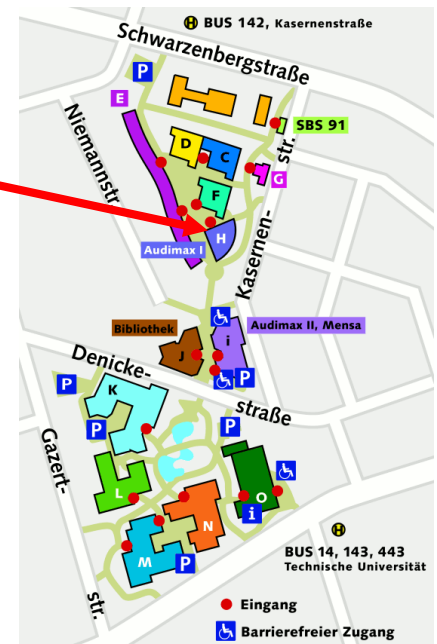 H BUS 142, Kasernenstraße
Schwarzenbergstraße
P
E
SBS 91
D
C
Niemannstr.
G
str.
F
H
Audimax I
Kasernen-
Bibliothek
i
Audimax II, Mensa
J
Denicke-
P
K
P
straße
P
P
Gazert-
L
O
i
N
H
M
P
BUS 14, 143, 443
Technische Universität
str.
Eingang
Barrierefreier Zugang